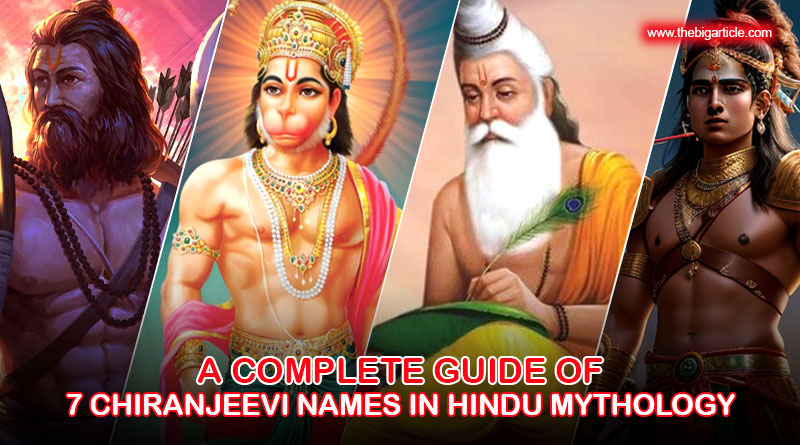 www.thebigarticle.com
A COMPLETE GUIDE OF
7 CHIRANJEEVI NAMES IN HINDU MYTHOLOGY